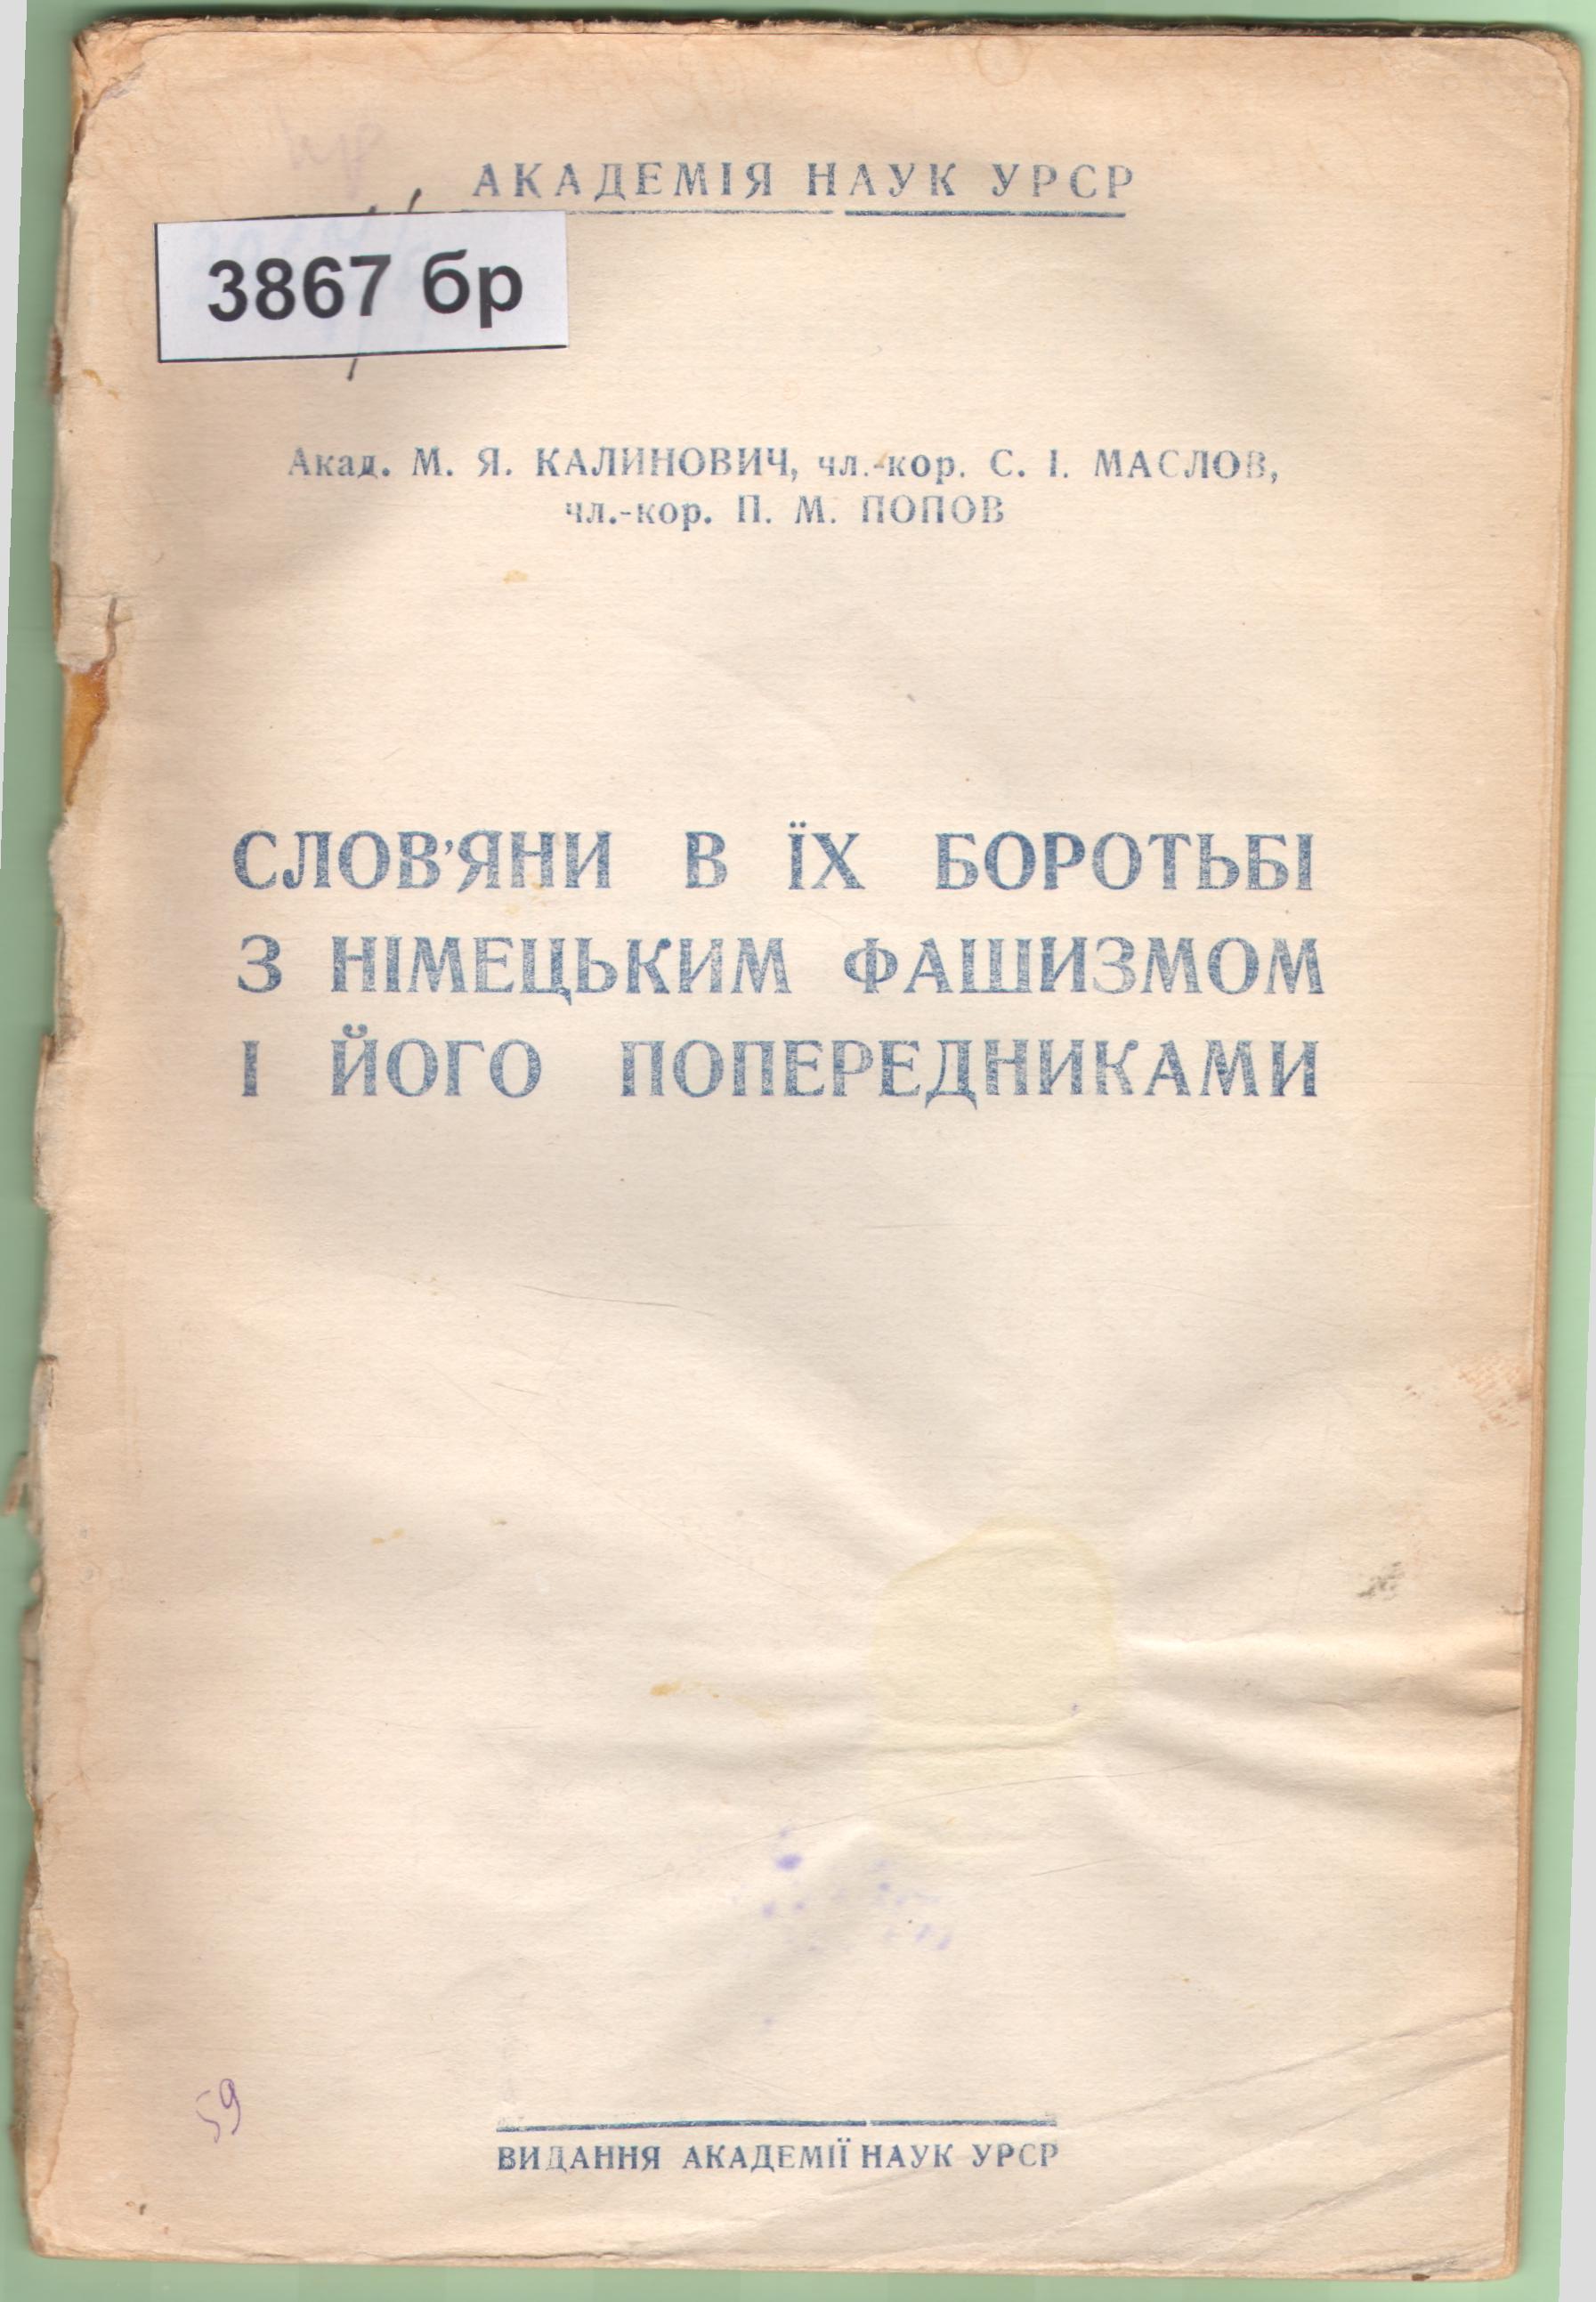 АКАДЕМІЯ НАУК УРСР
3867 бр
Акад. М. Я. КАЛИНОВИЧ, чл.-кор. С. І. МАСЛОВ,
чл.-кор. П. М. ПОПОВ
СЛОВ'ЯНИ В ЇХ БОРОТЬБІ
З НІМЕЦЬКИМ ФАШИЗМОМ
І ЙОГО ПОПЕРЕДНИКАМИ
59
ВИДАННЯ АКАДЕМІЇ НАУК УРСР